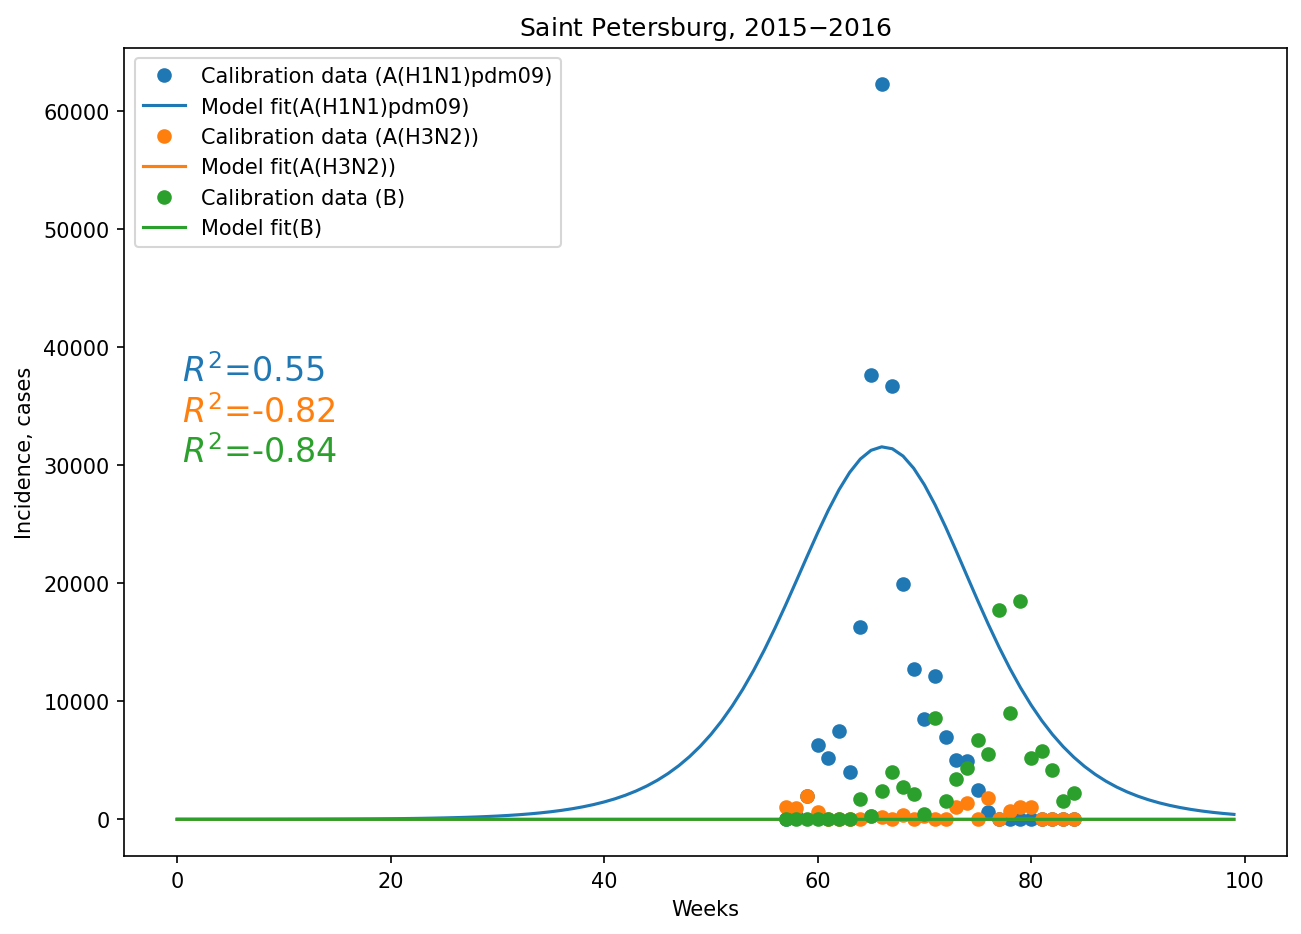 Saint Petersburg, 2015−2016
Calibration data (A(H1N1)pdm09)
Model fit(A(H1N1)pdm09)
Calibration data (A(H3N2))
Model fit(A(H3N2))
Calibration data (B)
Model fit(B)
R²=0.55
R²=-0.82
R²=-0.84
Incidence, cases
60000
50000
40000
30000
20000
10000
0
0 20 40 60 80 100
Weeks